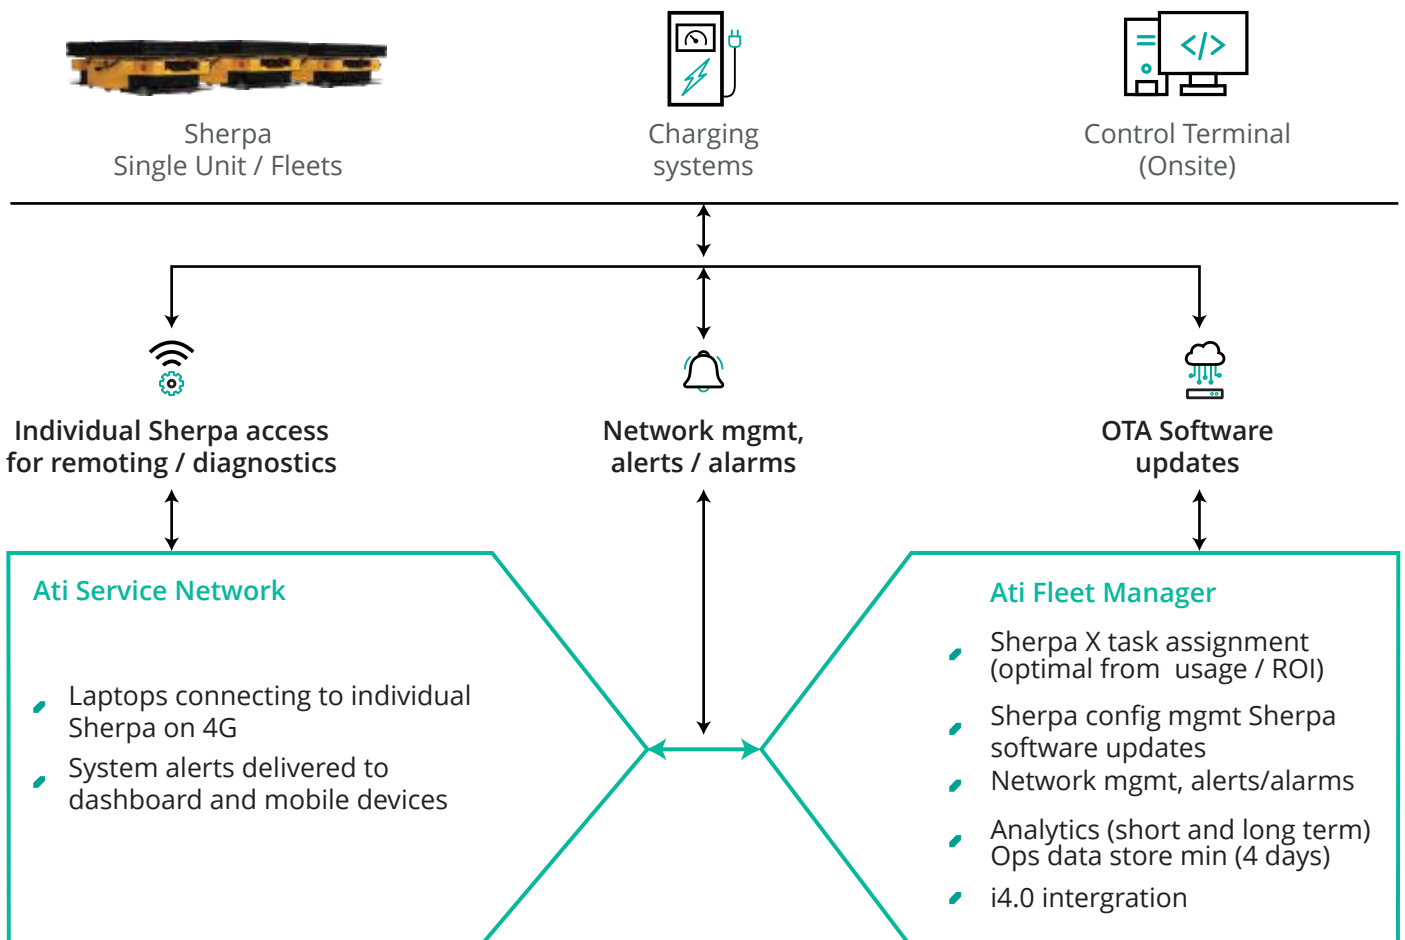 Sherpa
Single Unit / Fleets
Charging
systems
Control Terminal
(Onsite)
Individual Sherpa access
for remoting / diagnostics
Network mgmt,
alerts / alarms
OTA Software
updates
Ati Service Network
Laptops connecting to individual
Sherpa on 4G
System alerts delivered to
dashboard and mobile devices
Ati Fleet Manager
Sherpa X task assignment
(optimal from usage / ROI)
Sherpa config mgmt Sherpa
software updates
Network mgmt, alerts/alarms
Analytics (short and long term)
Ops data store min (4 days)
i4.0 intergration